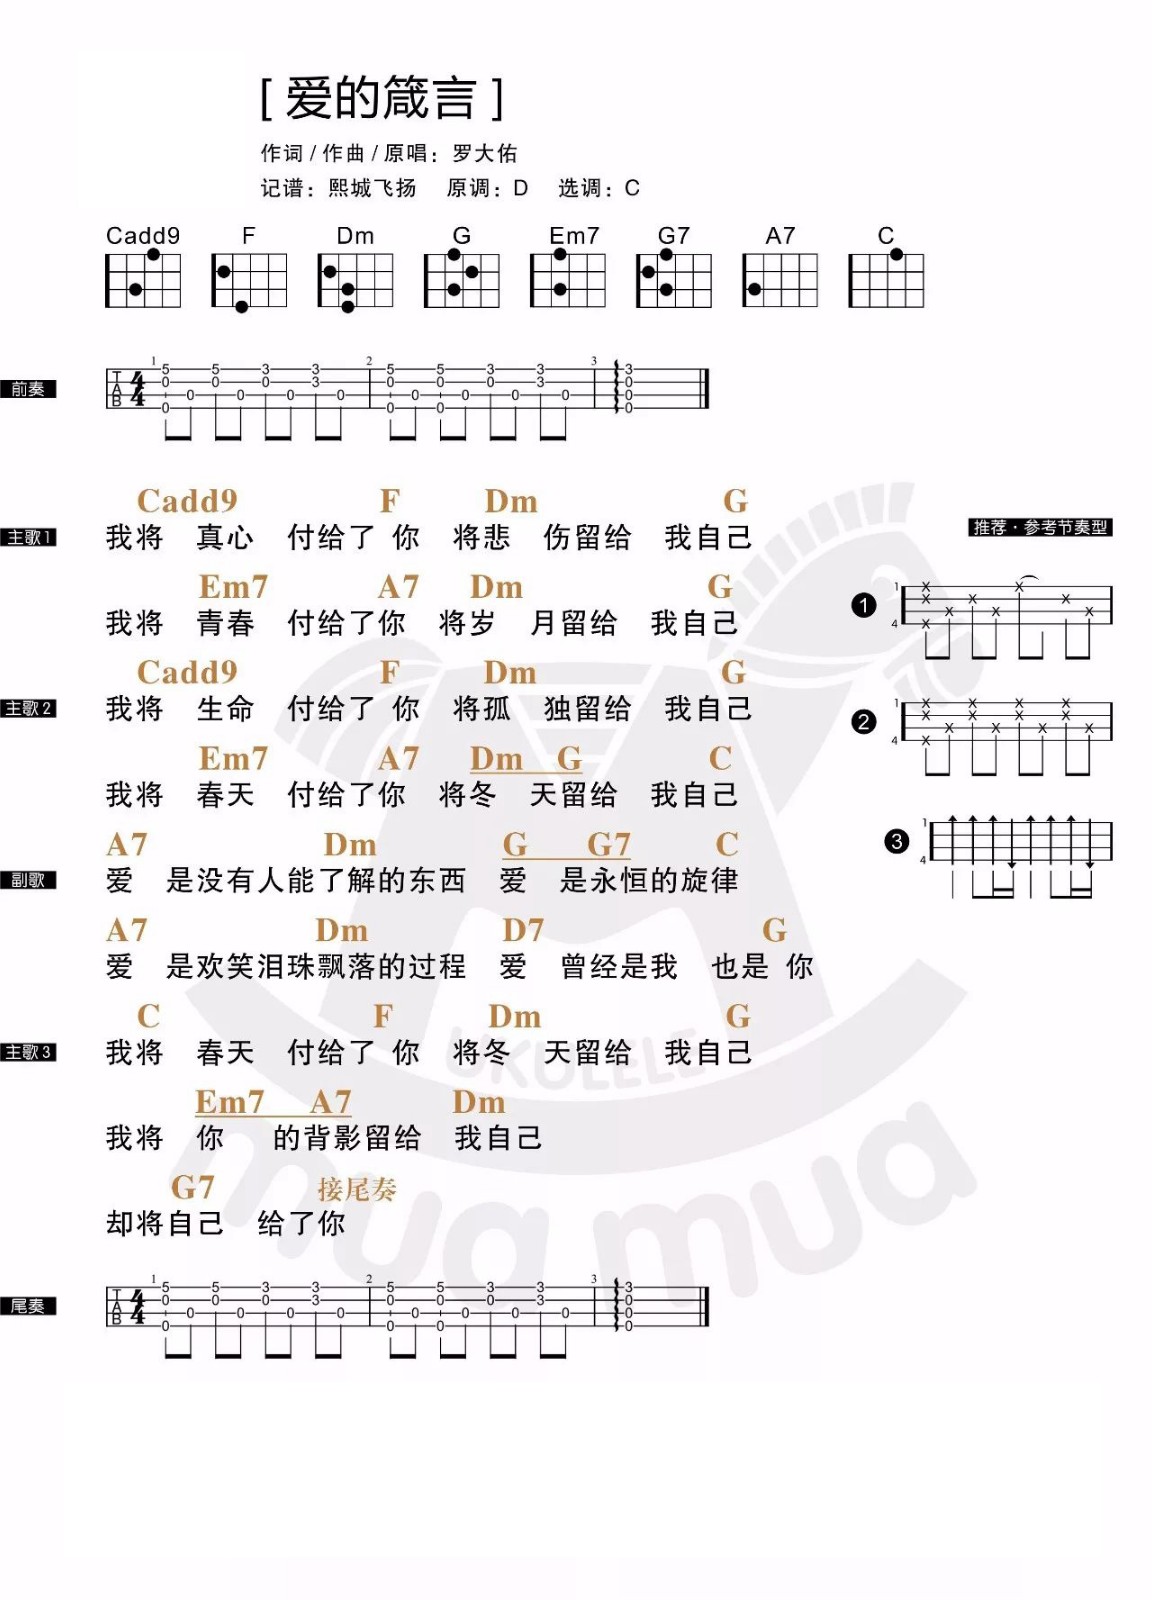 [ 爱的箴言 ]
作词 / 作曲 / 原唱：罗大佑
记谱：熙城飞扬 原调：D 选调：C
Cadd9 F Dm G Em7 G7 A7 C
前奏
1 2 3
T 4 5 5 3 3 5 5 3 3 3
A 4 0 0 0 3 0 0 0 3 0
B 0 0 0 0 0 0 0 0 0
0 0 0 0
Cadd9 F Dm G
主歌1 我将 真心 付给了 你 将悲 伤留给 我自己
推荐·参考节奏型
Em7 A7 Dm G
我将 青春 付给了你 将岁 月留给 我自己
1
Cadd9 F Dm G
主歌2 我将 生命 付给了 你 将孤 独留给 我自己
2
Em7 A7 Dm G C
我将 春天 付给了你 将冬 天留给 我自己
3
A7 Dm G G7 C
副歌 爱 是没有人能了解的东西 爱 是永恒的旋律
A7 Dm D7 G
爱 是欢笑泪珠飘落的过程 爱 曾经是我 也是 你
C F Dm G
主歌3 我将 春天 付给了 你 将冬 天留给 我自己
UKULELE
Em7 A7 Dm
我将 你 的背影留给 我自己
mua mua
G7 接尾奏
却将自己 给了你
尾奏
1 2 3
T 4 5 5 3 3 5 5 3 3 3
A 4 0 0 0 3 0 0 0 3 0
B 0 0 0 0 0 0 0 0 0
0 0 0 0